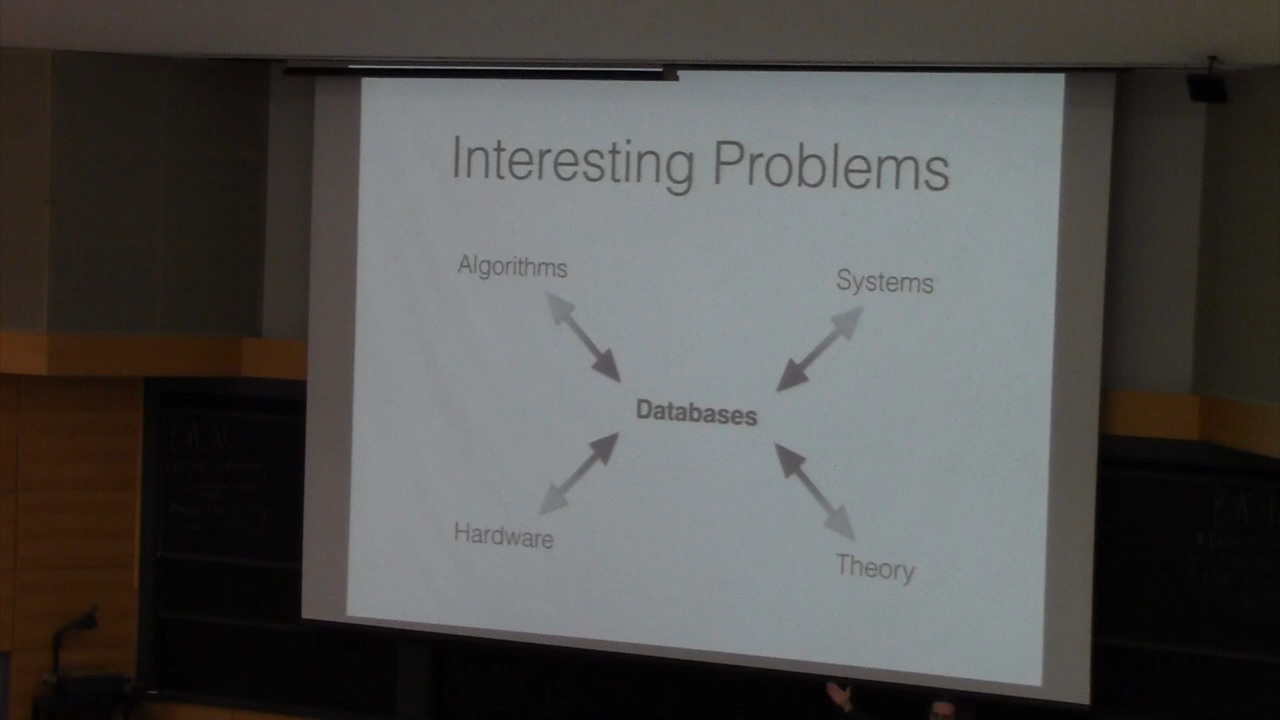 Interesting Problems
Algorithms
Systems
Databases
Hardware
Theory